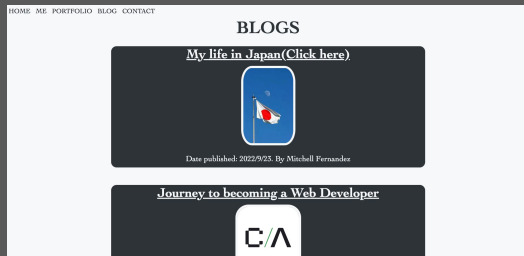 HOME ME PORTFOLIO BLOG CONTACT
BLOGS
My life in Japan(Click here)
Date published: 2022/9/23. By Mitchell Fernandez
Journey to becoming a Web Developer
C/A